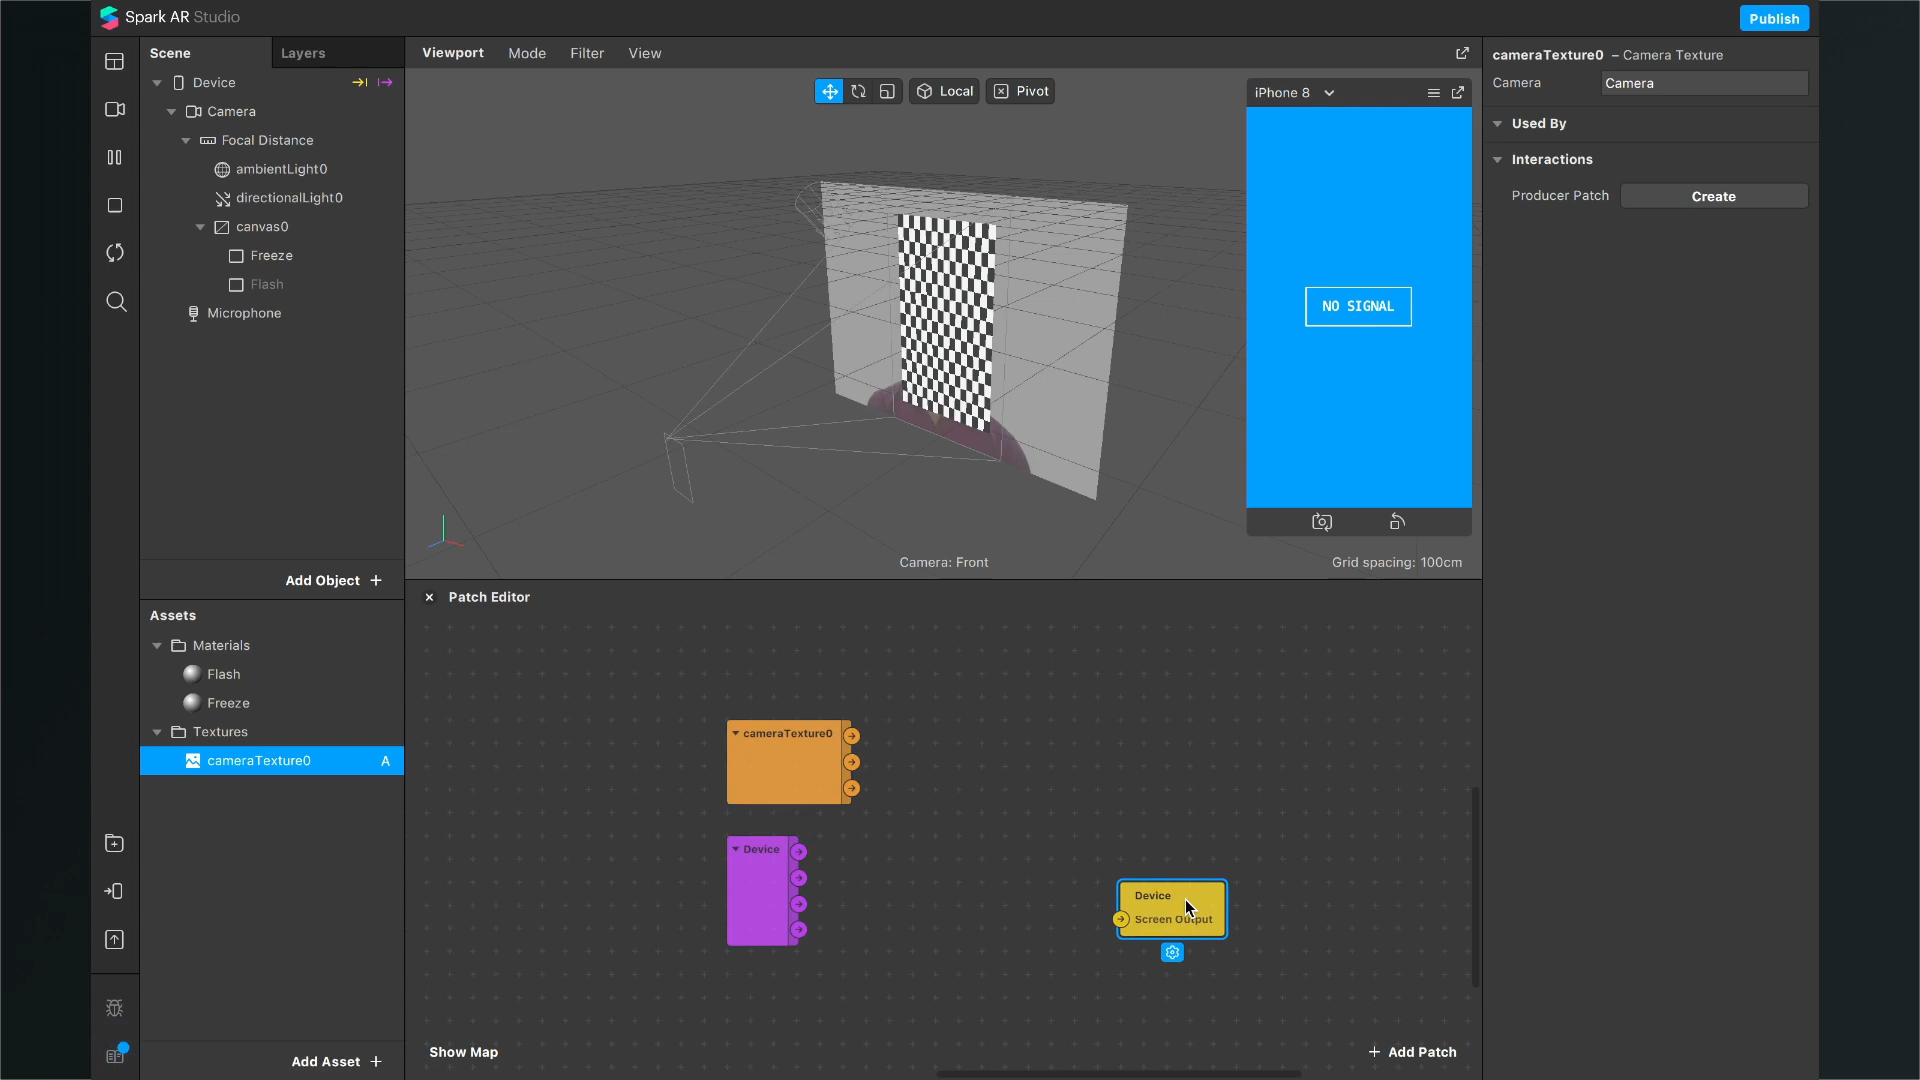 Spark AR Studio
Publish
Scene
Layers
Device
Camera
Focal Distance
ambientLight0
directionalLight0
canvas0
Freeze
Flash
Microphone
Add Object +
Assets
Materials
Flash
Freeze
Textures
cameraTexture0 A
Add Asset +
Viewport Mode Filter View
Local
Pivot
iPhone 8
NO SIGNAL
Camera: Front
Grid spacing: 100cm
Patch Editor
cameraTexture0
Device
Device
Screen Output
Show Map
+ Add Patch
cameraTexture0 – Camera Texture
Camera Camera
Used By
Interactions
Producer Patch Create